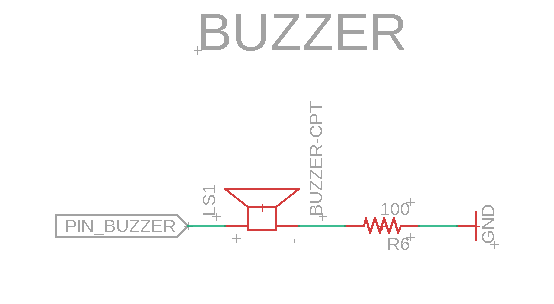 BUZZER
LS1
BUZZER-CPT
PIN_BUZZER
+
-
100
R6
GND